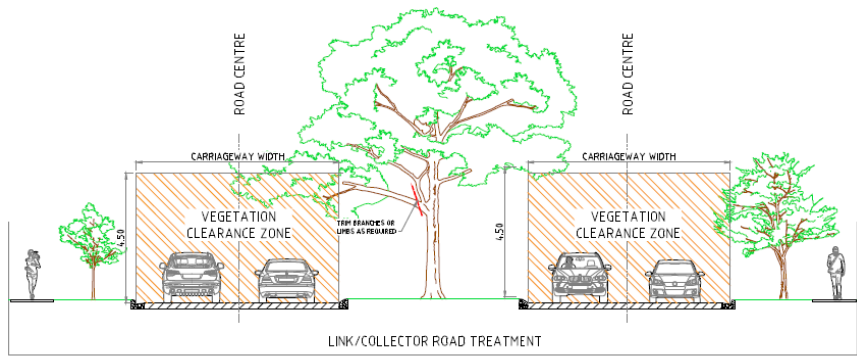 ROAD CENTRE
ROAD CENTRE
CARRIAGEWAY WIDTH
CARRIAGEWAY WIDTH
VEGETATION
CLEARANCE ZONE
TRIM BRANCHES OR
LIMBS AS REQUIRED
VEGETATION
CLEARANCE ZONE
4.50
4.50
LINK/COLLECTOR ROAD TREATMENT